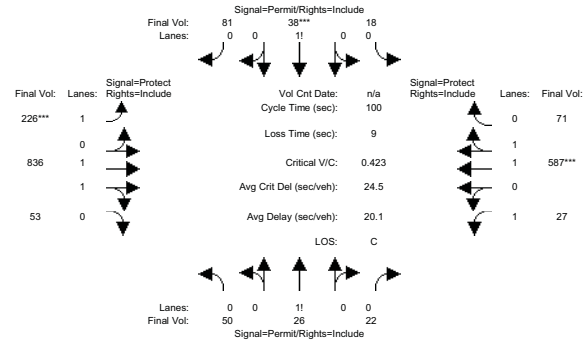 Signal=Permit/Rights=Include
Final Vol: 81 38*** 18
Lanes: 0 0 1! 0 0
Signal=Protect
Final Vol: Lanes: Rights=Include
Vol Cnt Date: n/a
Signal=Protect
Rights=Include Lanes: Final Vol:
Cycle Time (sec): 100
226*** 1
0 71
Loss Time (sec): 9
0
1
836 1
Critical V/C: 0.423
1 587***
1
Avg Crit Del (sec/veh): 24.5
0
53 0
Avg Delay (sec/veh): 20.1
1 27
LOS: C
Lanes: 0 0 1! 0 0
Final Vol: 50 26 22
Signal=Permit/Rights=Include